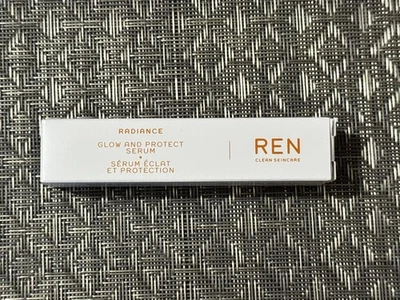 RADIANCE
GLOW AND PROTECT
SERUM
•
SÉRUM ÉCLAT
ET PROTECTION
REN
CLEAN SKINCARE